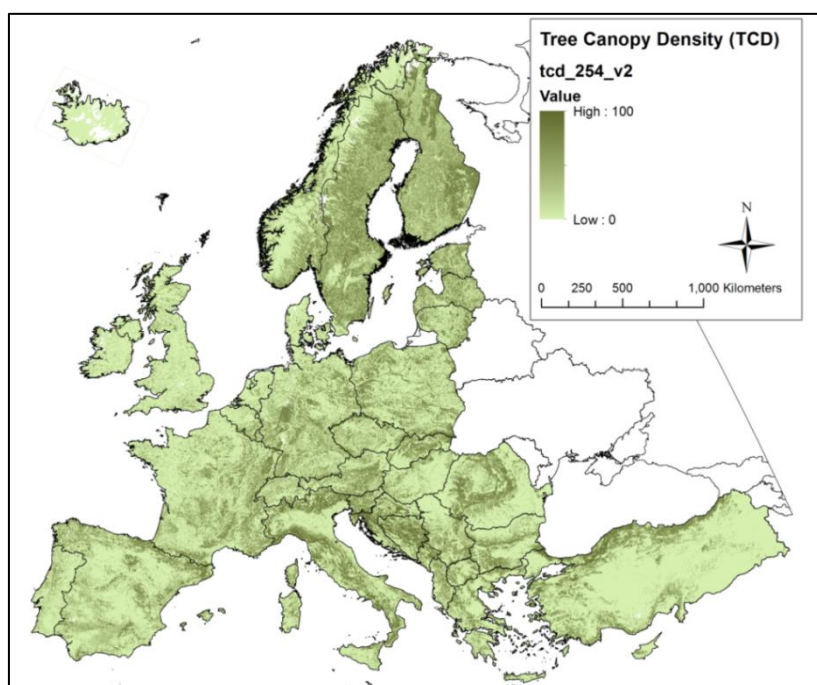 Tree Canopy Density (TCD)
tcd_254_v2
Value
High : 100
Low : 0
N
0 250 500 1,000 Kilometers